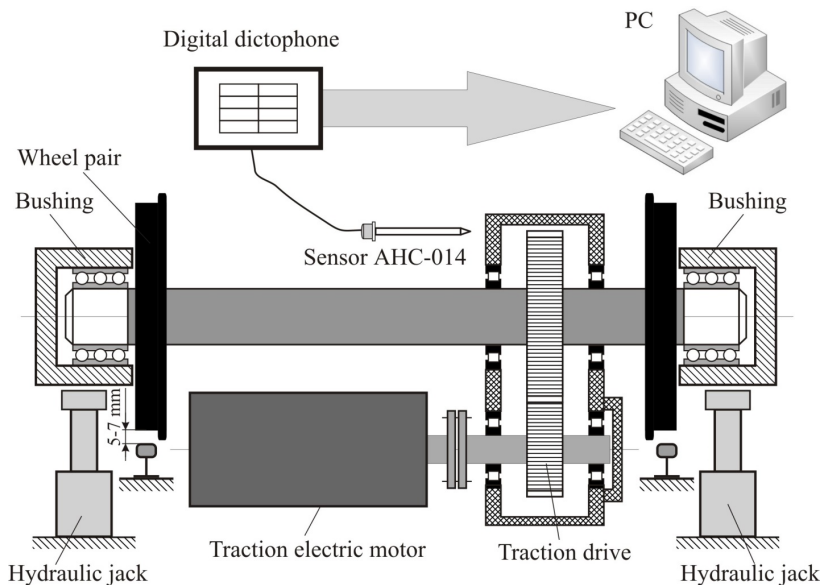 PC
Digital dictophone
Wheel pair
Bushing
Bushing
Sensor AHC-014
5-7 mm
Traction electric motor
Traction drive
Hydraulic jack
Hydraulic jack